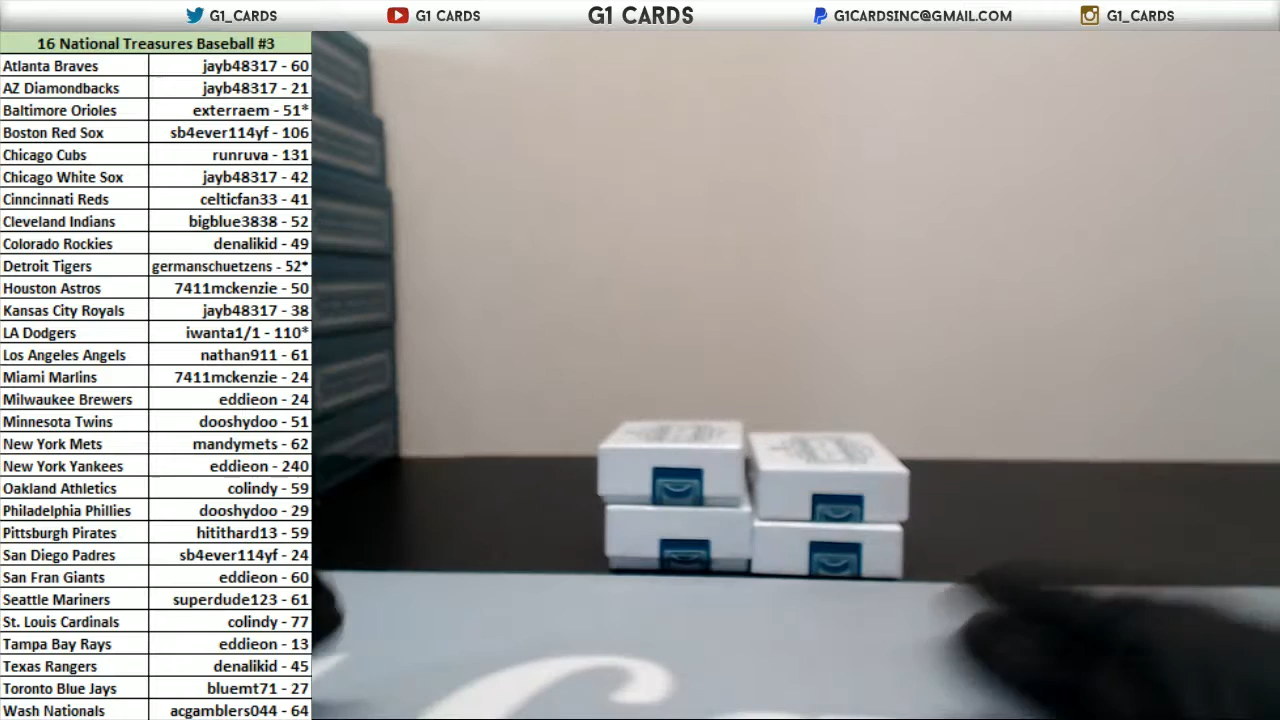 G1_CARDS G1 CARDS G1 CARDS G1CARDSINC@GMAIL.COM G1_CARDS
16 National Treasures Baseball #3
Atlanta Braves jayb48317 - 60
AZ Diamondbacks jayb48317 - 21
Baltimore Orioles exterraem - 51*
Boston Red Sox sb4ever114yf - 106
Chicago Cubs runruva - 131
Chicago White Sox jayb48317 - 42
Cinncinnati Reds celticfan33 - 41
Cleveland Indians bigblue3838 - 52
Colorado Rockies denalikid - 49
Detroit Tigers germanschuetzens - 52*
Houston Astros 7411mckenzie - 50
Kansas City Royals jayb48317 - 38
LA Dodgers iwanta1/1 - 110*
Los Angeles Angels nathan911 - 61
Miami Marlins 7411mckenzie - 24
Milwaukee Brewers eddieon - 24
Minnesota Twins dooshydoo - 51
New York Mets mandymets - 62
New York Yankees eddieon - 240
Oakland Athletics colindy - 59
Philadelphia Phillies dooshydoo - 29
Pittsburgh Pirates hitithard13 - 59
San Diego Padres sb4ever114yf - 24
San Fran Giants eddieon - 60
Seattle Mariners superdude123 - 61
St. Louis Cardinals colindy - 77
Tampa Bay Rays eddieon - 13
Texas Rangers denalikid - 45
Toronto Blue Jays bluemt71 - 27
Wash Nationals acgamblers044 - 64